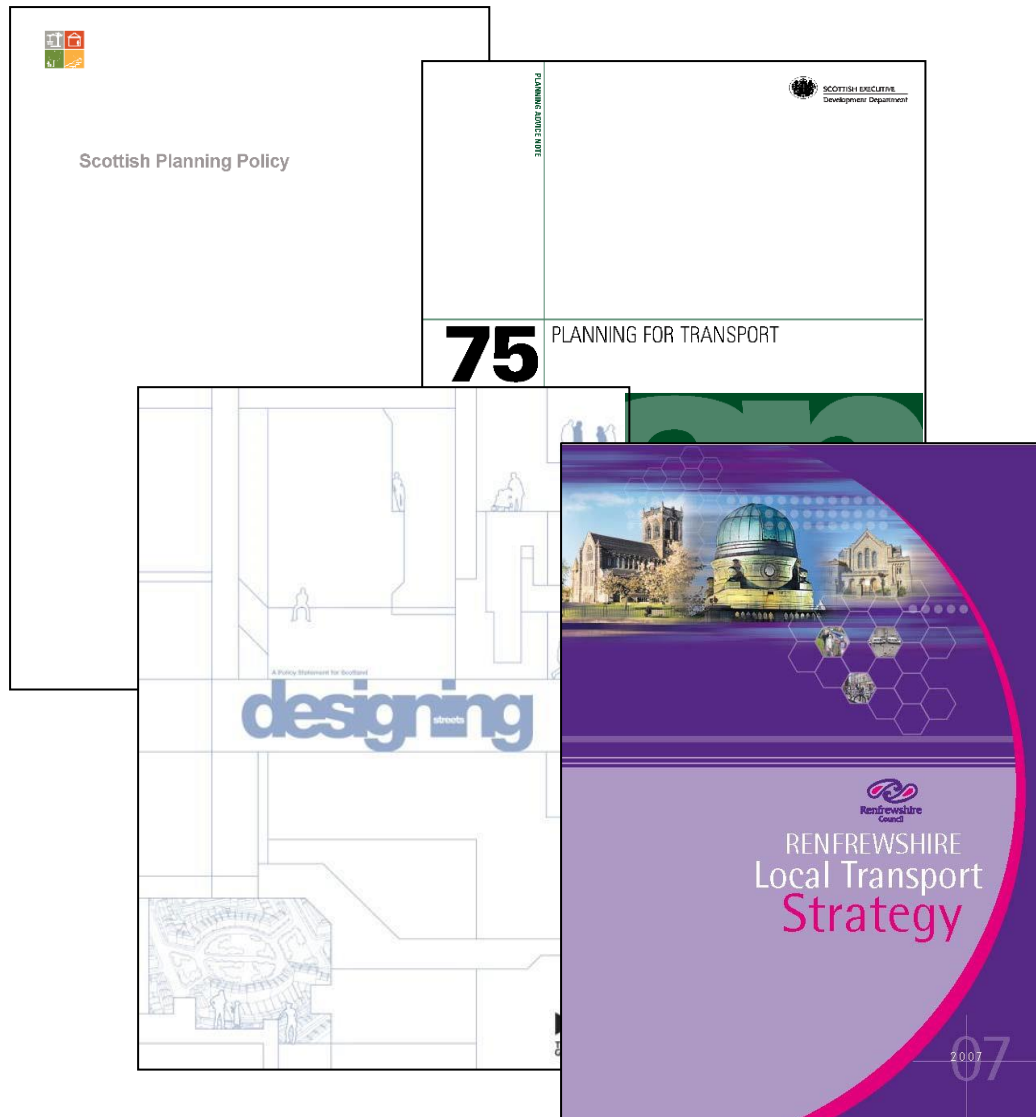 Scottish Planning Policy
PLANNING ADVICE NOTE
SCOTTISH EXECUTIVE
Development Department
75
PLANNING FOR TRANSPORT
A Policy Statement for Scotland
designing
streets
Renfrewshire
Council
RENFREWSHIRE
Local Transport
Strategy
2007
07